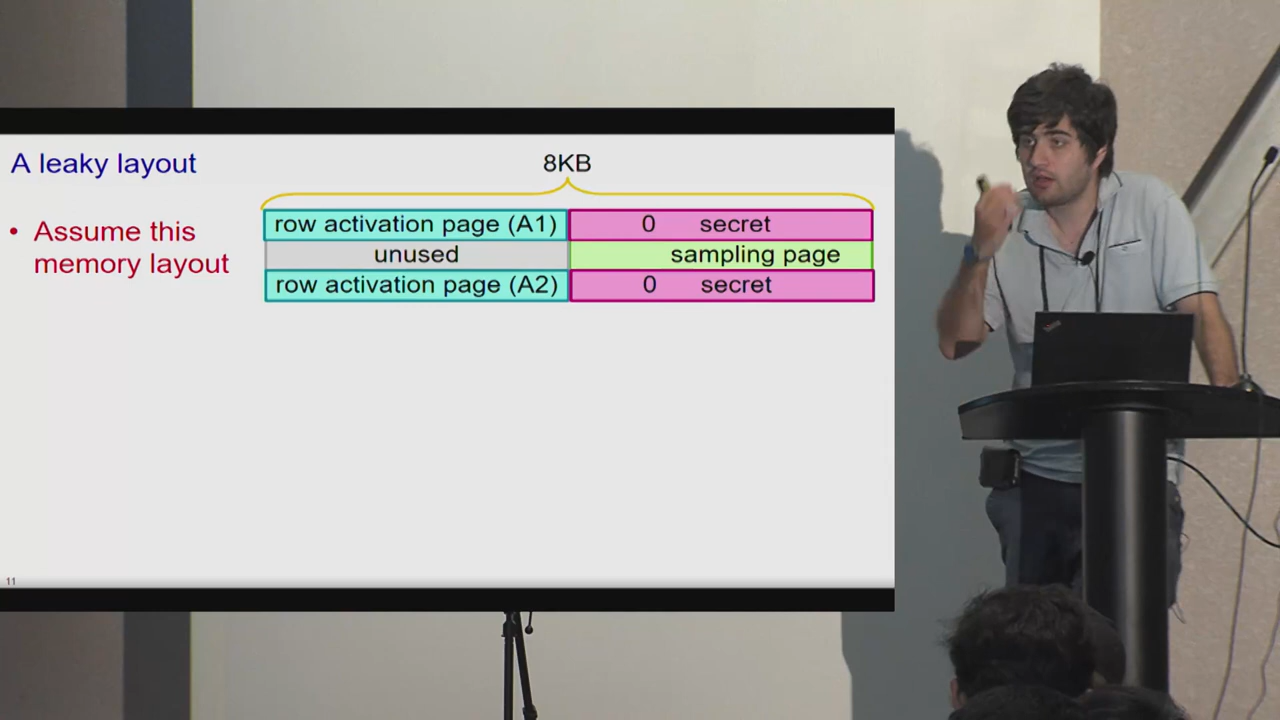 A leaky layout
8KB
• Assume this
memory layout
row activation page (A1)
0 secret
unused
sampling page
row activation page (A2)
0 secret
11